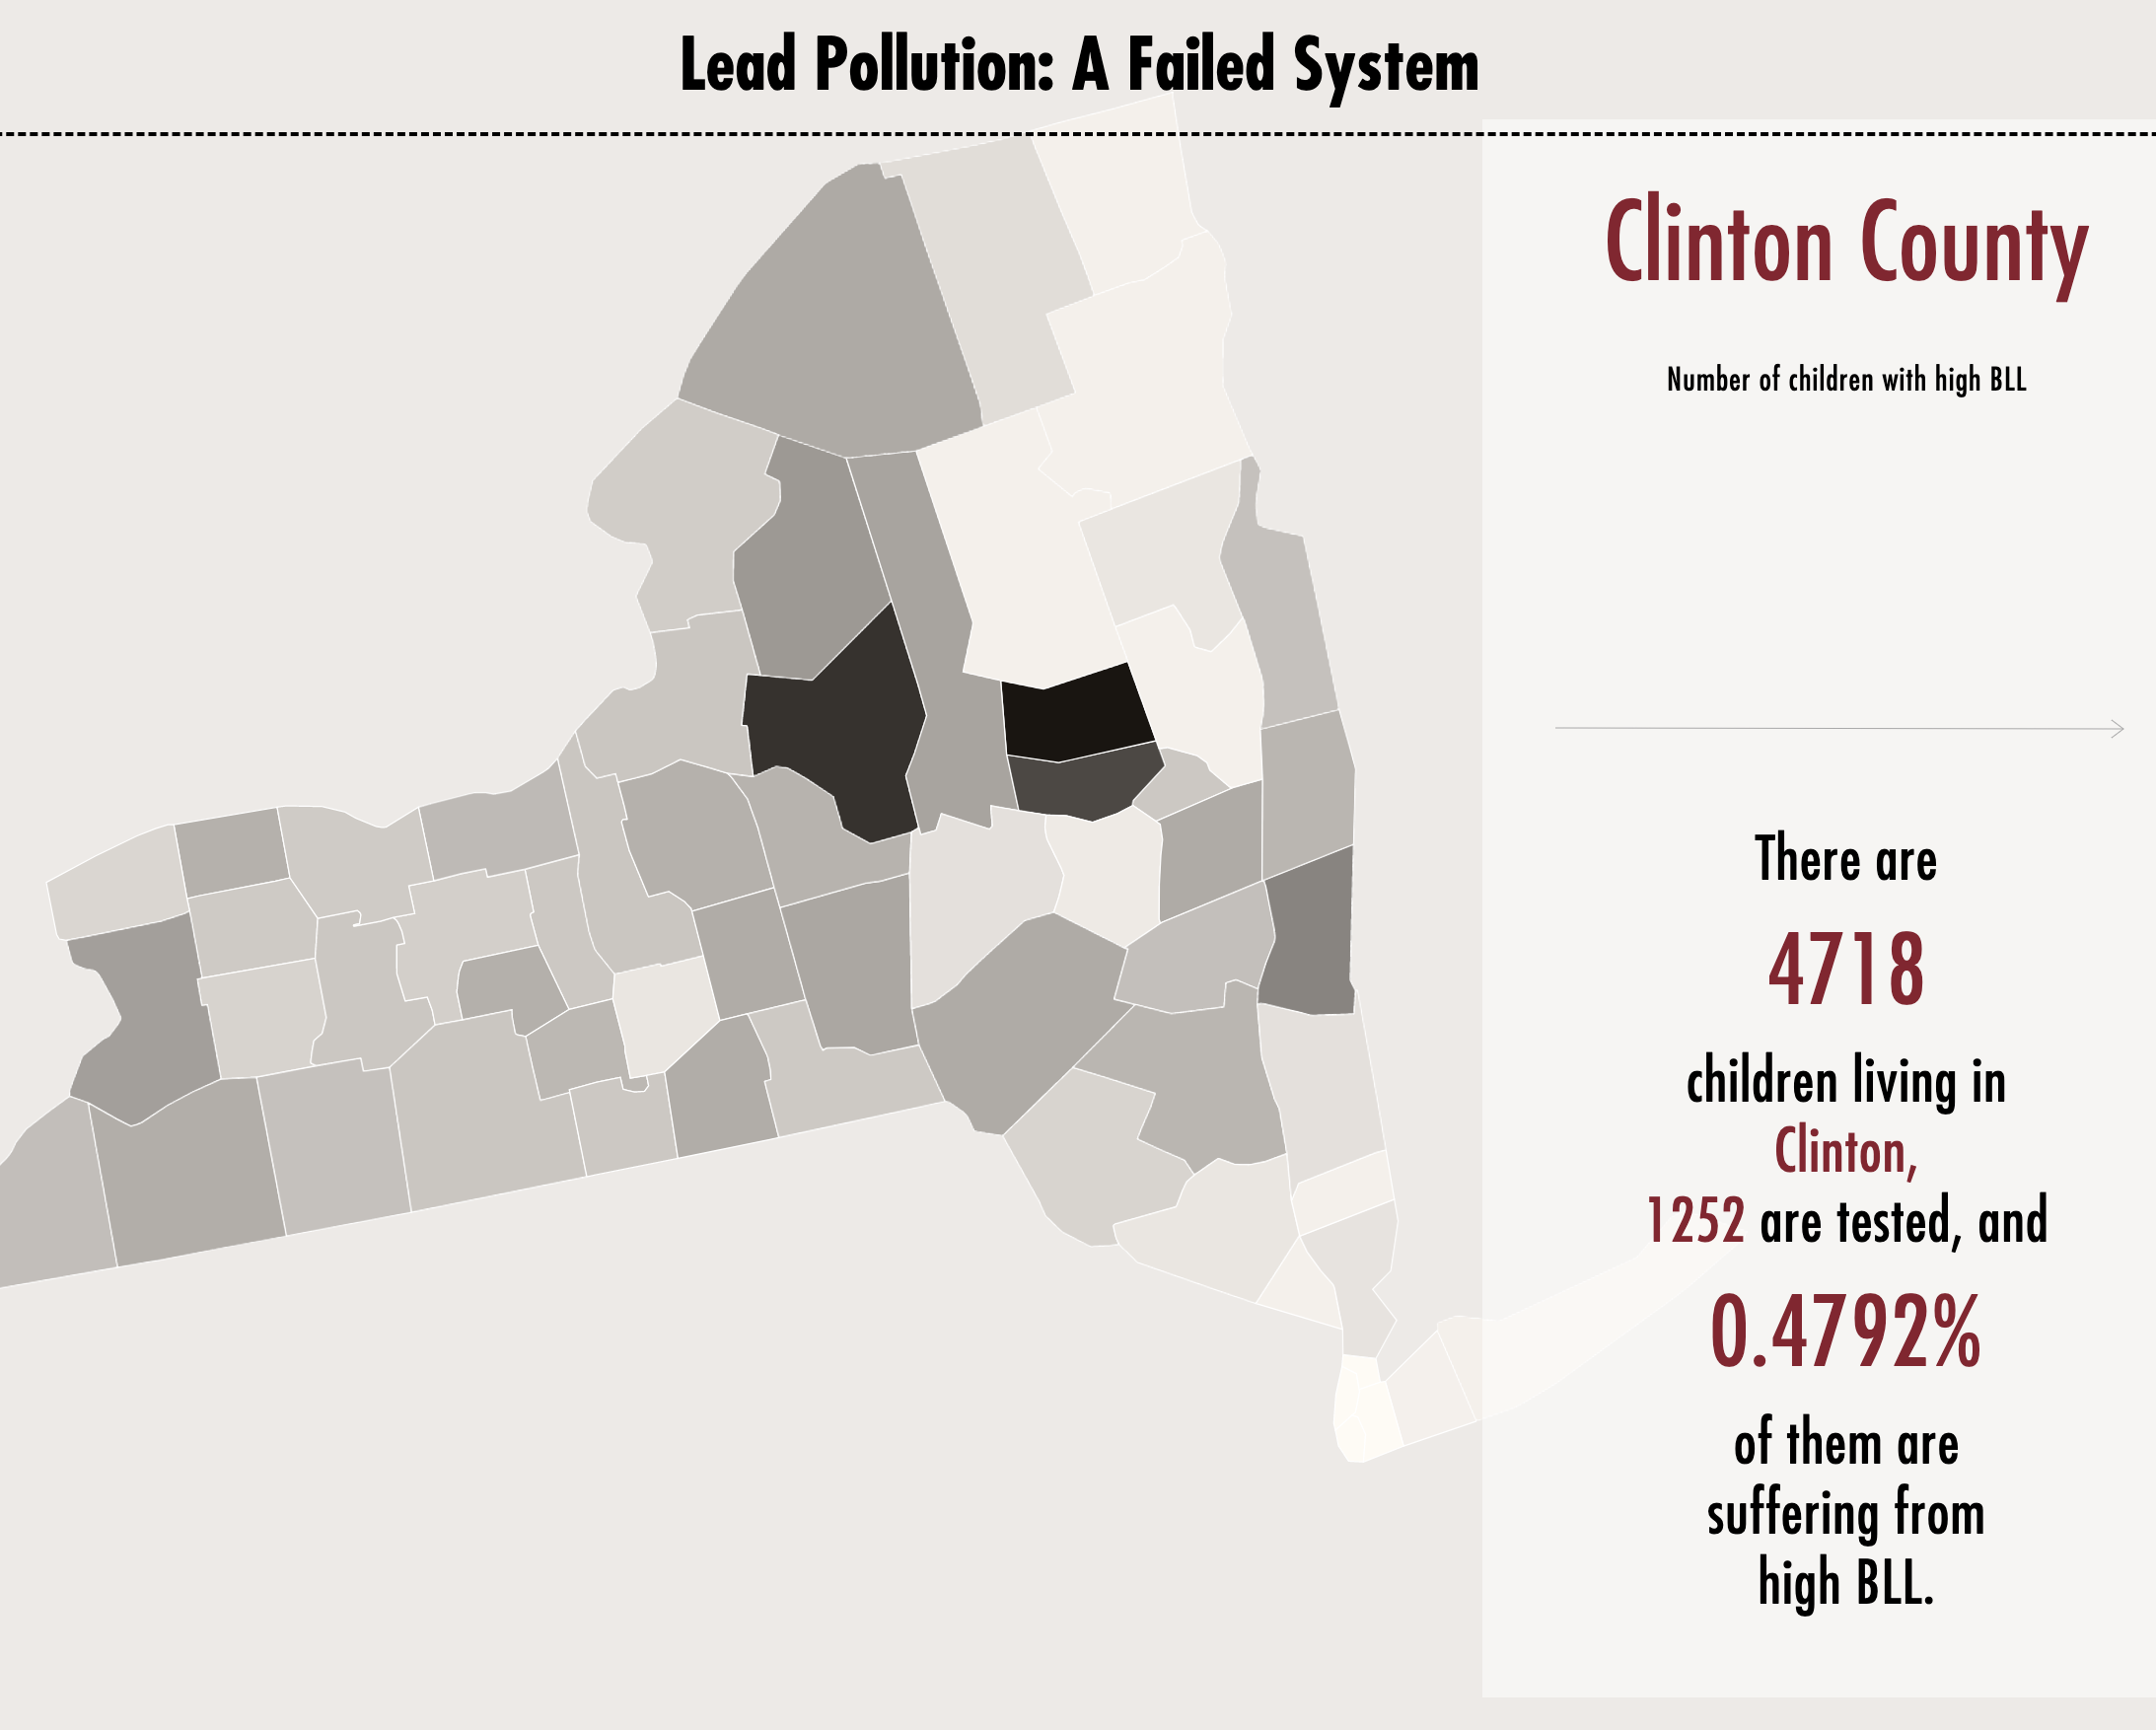 Lead Pollution: A Failed System
Clinton County
Number of children with high BLL
There are
4718
children living in
Clinton,
1252 are tested, and
0.4792%
of them are
suffering from
high BLL.